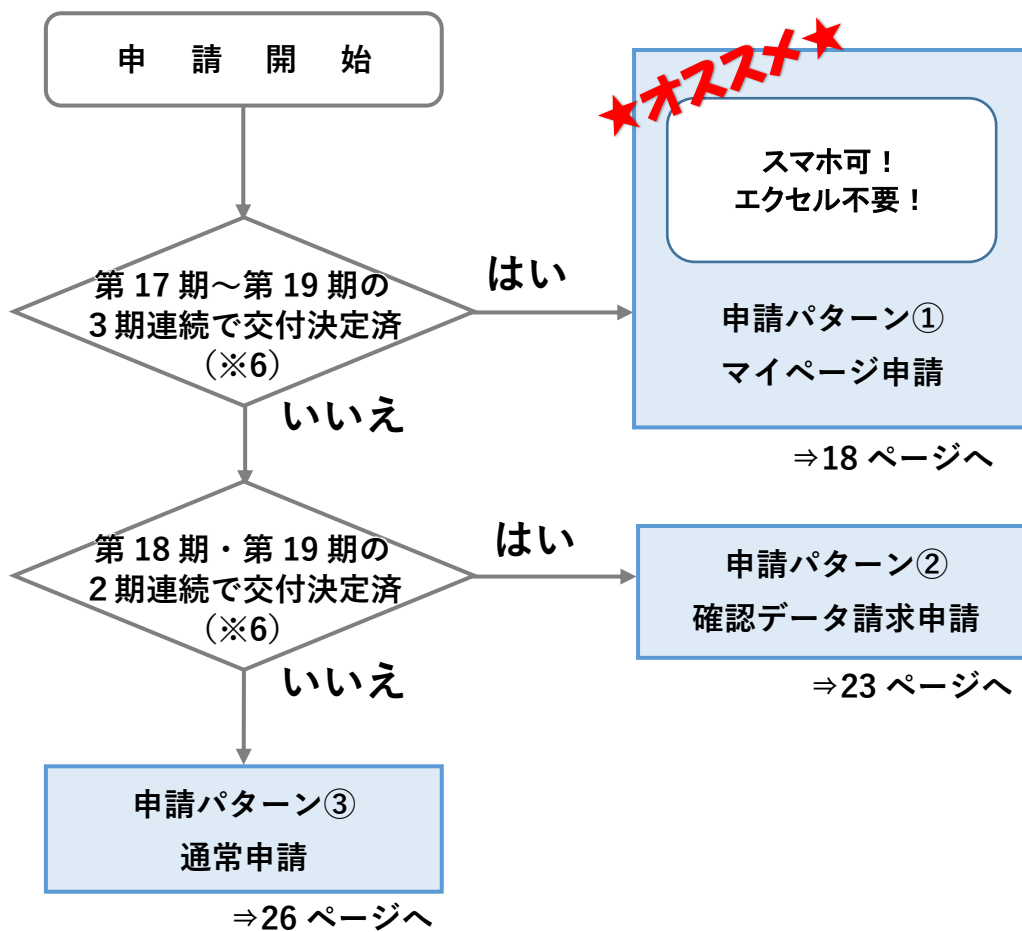 申請開始
★オススメ★
スマホ可！
エクセル不要！
申請パターン①
マイページ申請
⇒18 ページへ
第 17 期～第 19 期の
３期連続で交付決定済
（※6）
はい
いいえ
第 18 期・第 19 期の
２期連続で交付決定済
（※6）
はい
申請パターン②
確認データ請求申請
⇒23 ページへ
いいえ
申請パターン③
通常申請
⇒26 ページへ